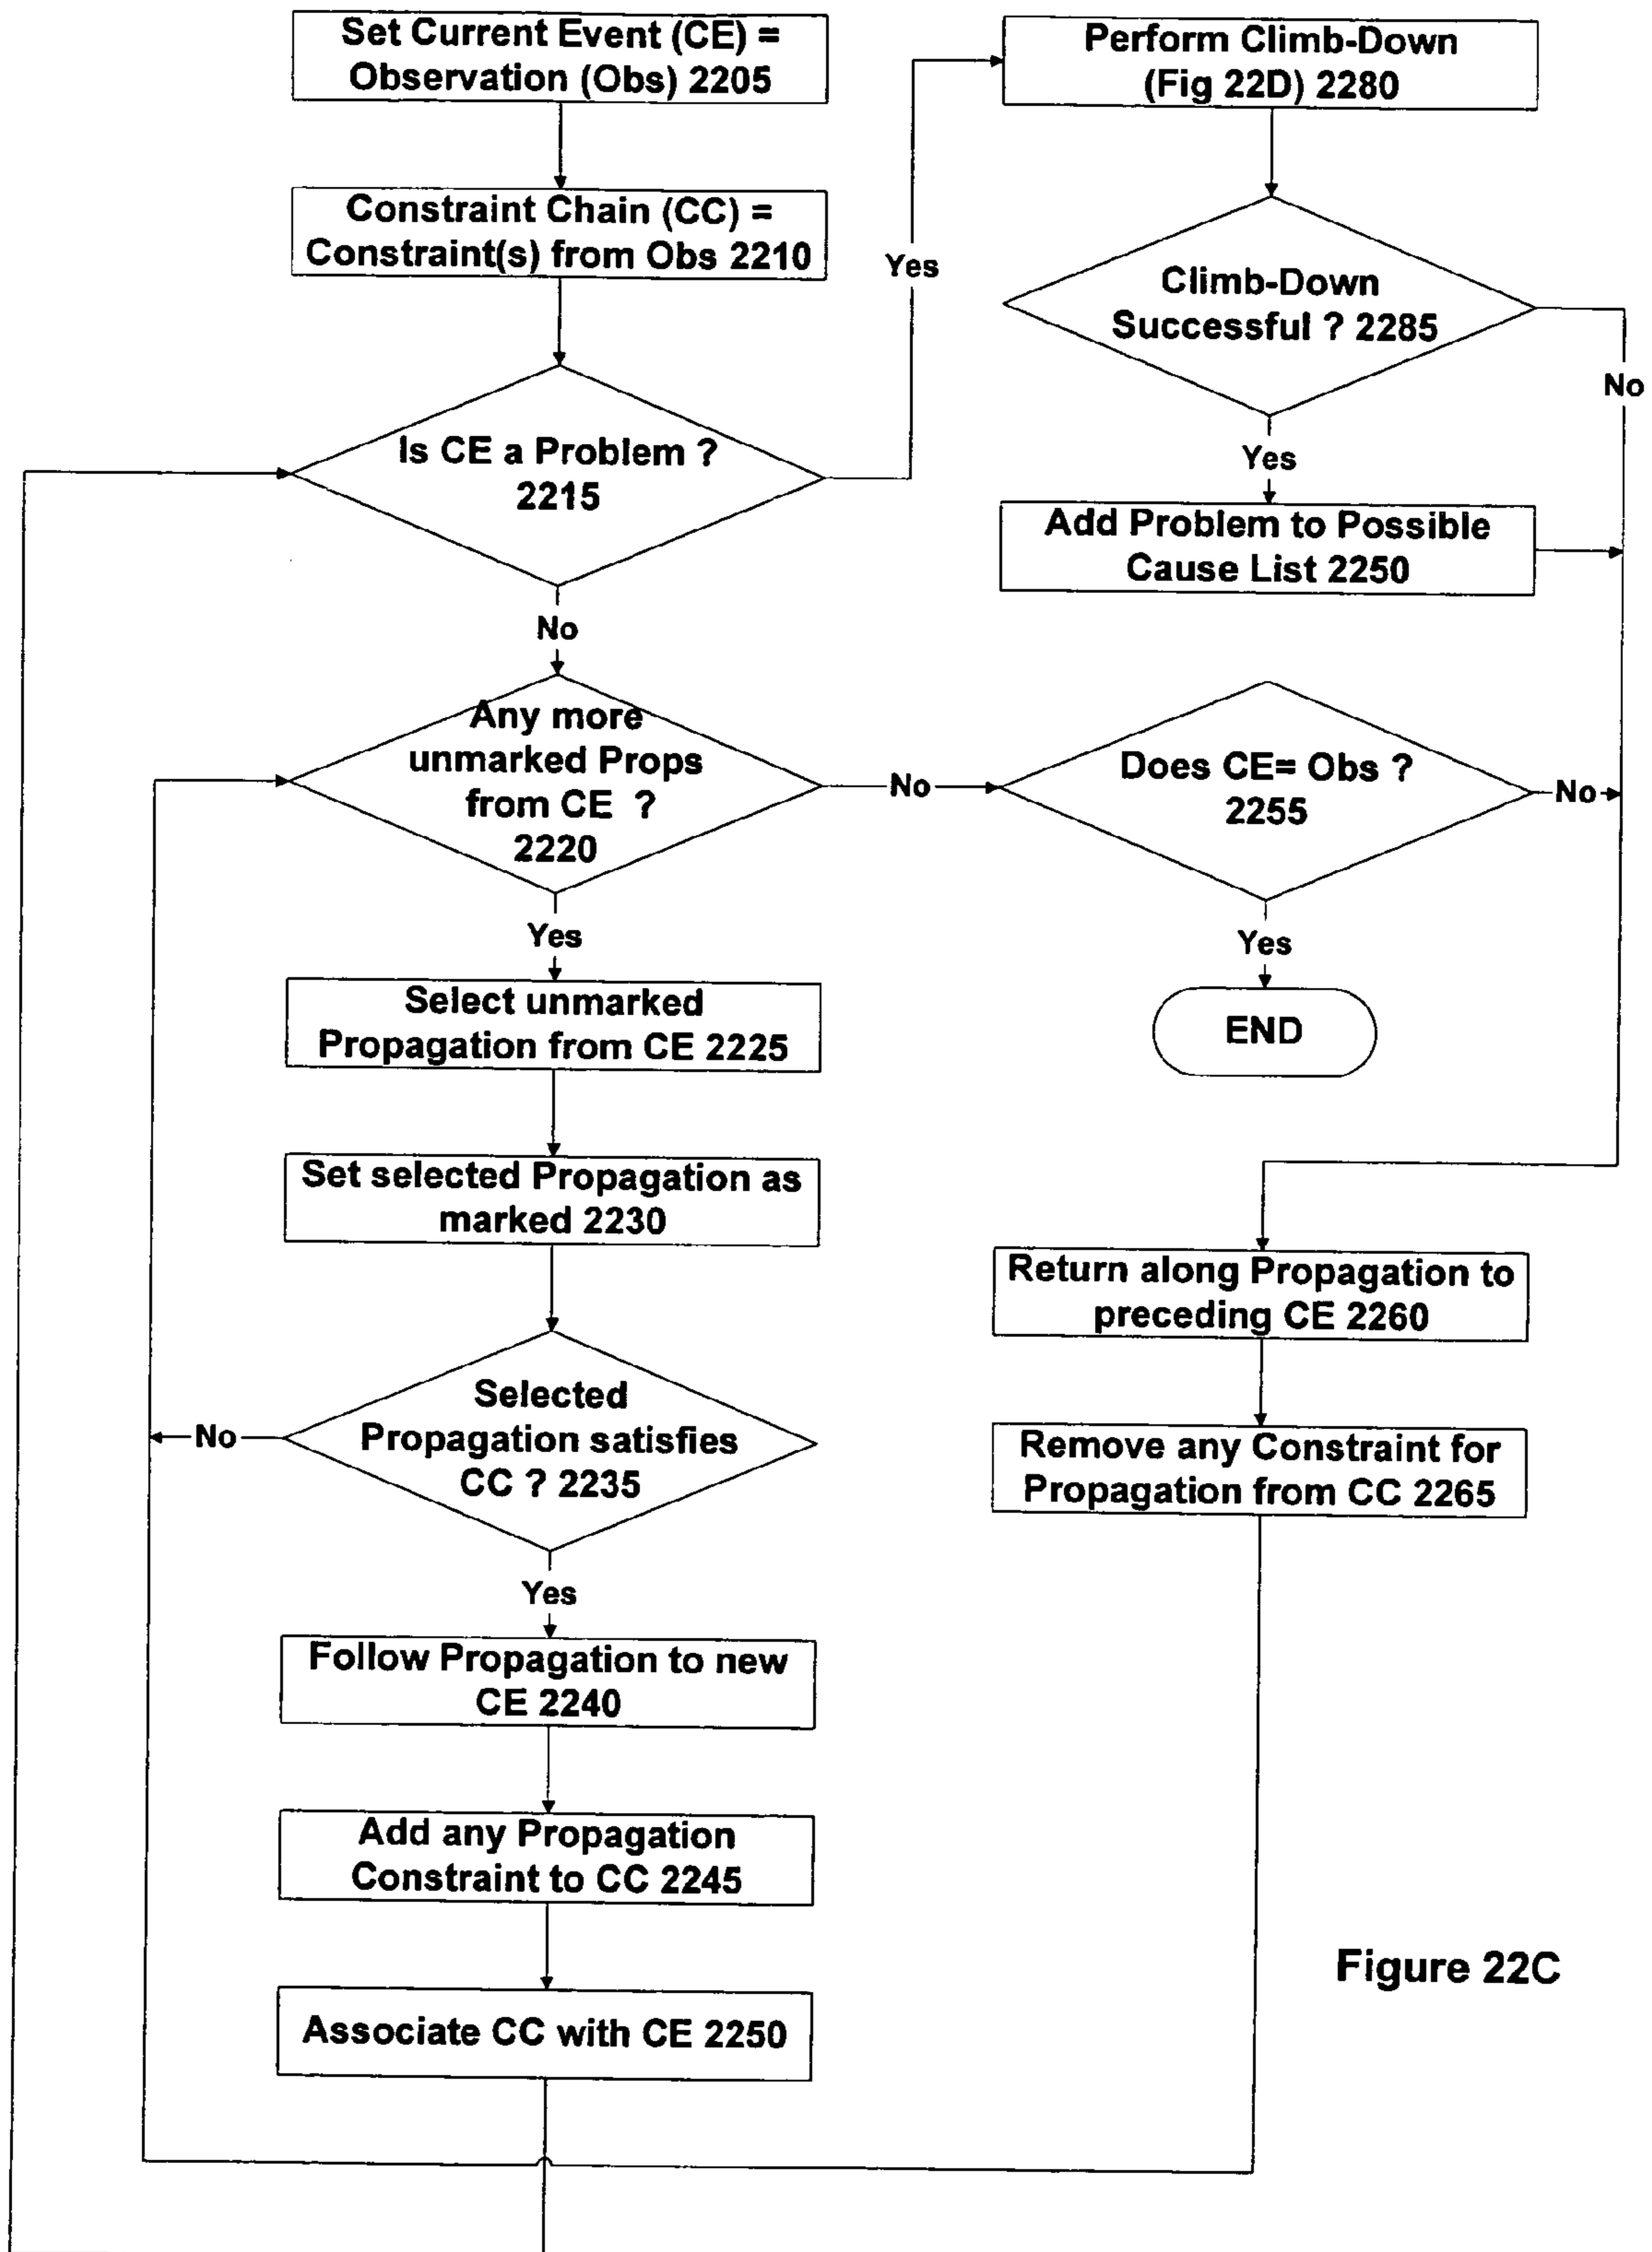 Set Current Event (CE) =
Observation (Obs) 2205
Constraint Chain (CC) =
Constraint(s) from Obs 2210
Is CE a Problem ?
2215
Yes
No
Perform Climb-Down
(Fig 22D) 2280
Climb-Down
Successful ? 2285
No
Yes
Add Problem to Possible
Cause List 2250
Any more
unmarked Props
from CE ?
2220
No
Does CE= Obs ?
2255
No
Yes
END
Yes
Select unmarked
Propagation from CE 2225
Set selected Propagation as
marked 2230
Selected
Propagation satisfies
CC ? 2235
No
Yes
Follow Propagation to new
CE 2240
Add any Propagation
Constraint to CC 2245
Associate CC with CE 2250
Return along Propagation to
preceding CE 2260
Remove any Constraint for
Propagation from CC 2265
Figure 22C